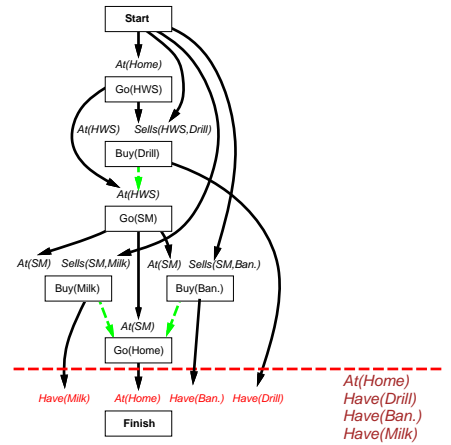 Start
At(Home)
Go(HWS)
At(HWS) Sells(HWS,Drill)
Buy(Drill)
At(HWS)
Go(SM)
At(SM) Sells(SM,Milk) At(SM) Sells(SM,Ban.)
Buy(Milk) Buy(Ban.)
At(SM)
Go(Home)
Have(Milk) At(Home) Have(Ban.) Have(Drill)
Finish
At(Home)
Have(Drill)
Have(Ban.)
Have(Milk)